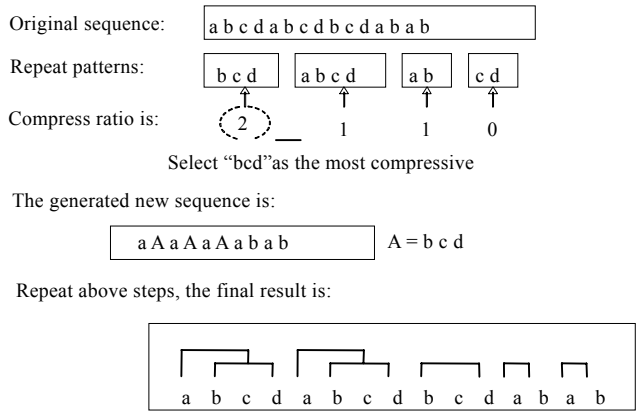 Original sequence: a b c d a b c d b c d a b a b
Repeat patterns: b c d a b c d a b c d
Compress ratio is: 2 1 1 0
Select “bcd”as the most compressive
The generated new sequence is:
a A a A a A a b a b A = b c d
Repeat above steps, the final result is:
a b c d a b c d b c d a b a b